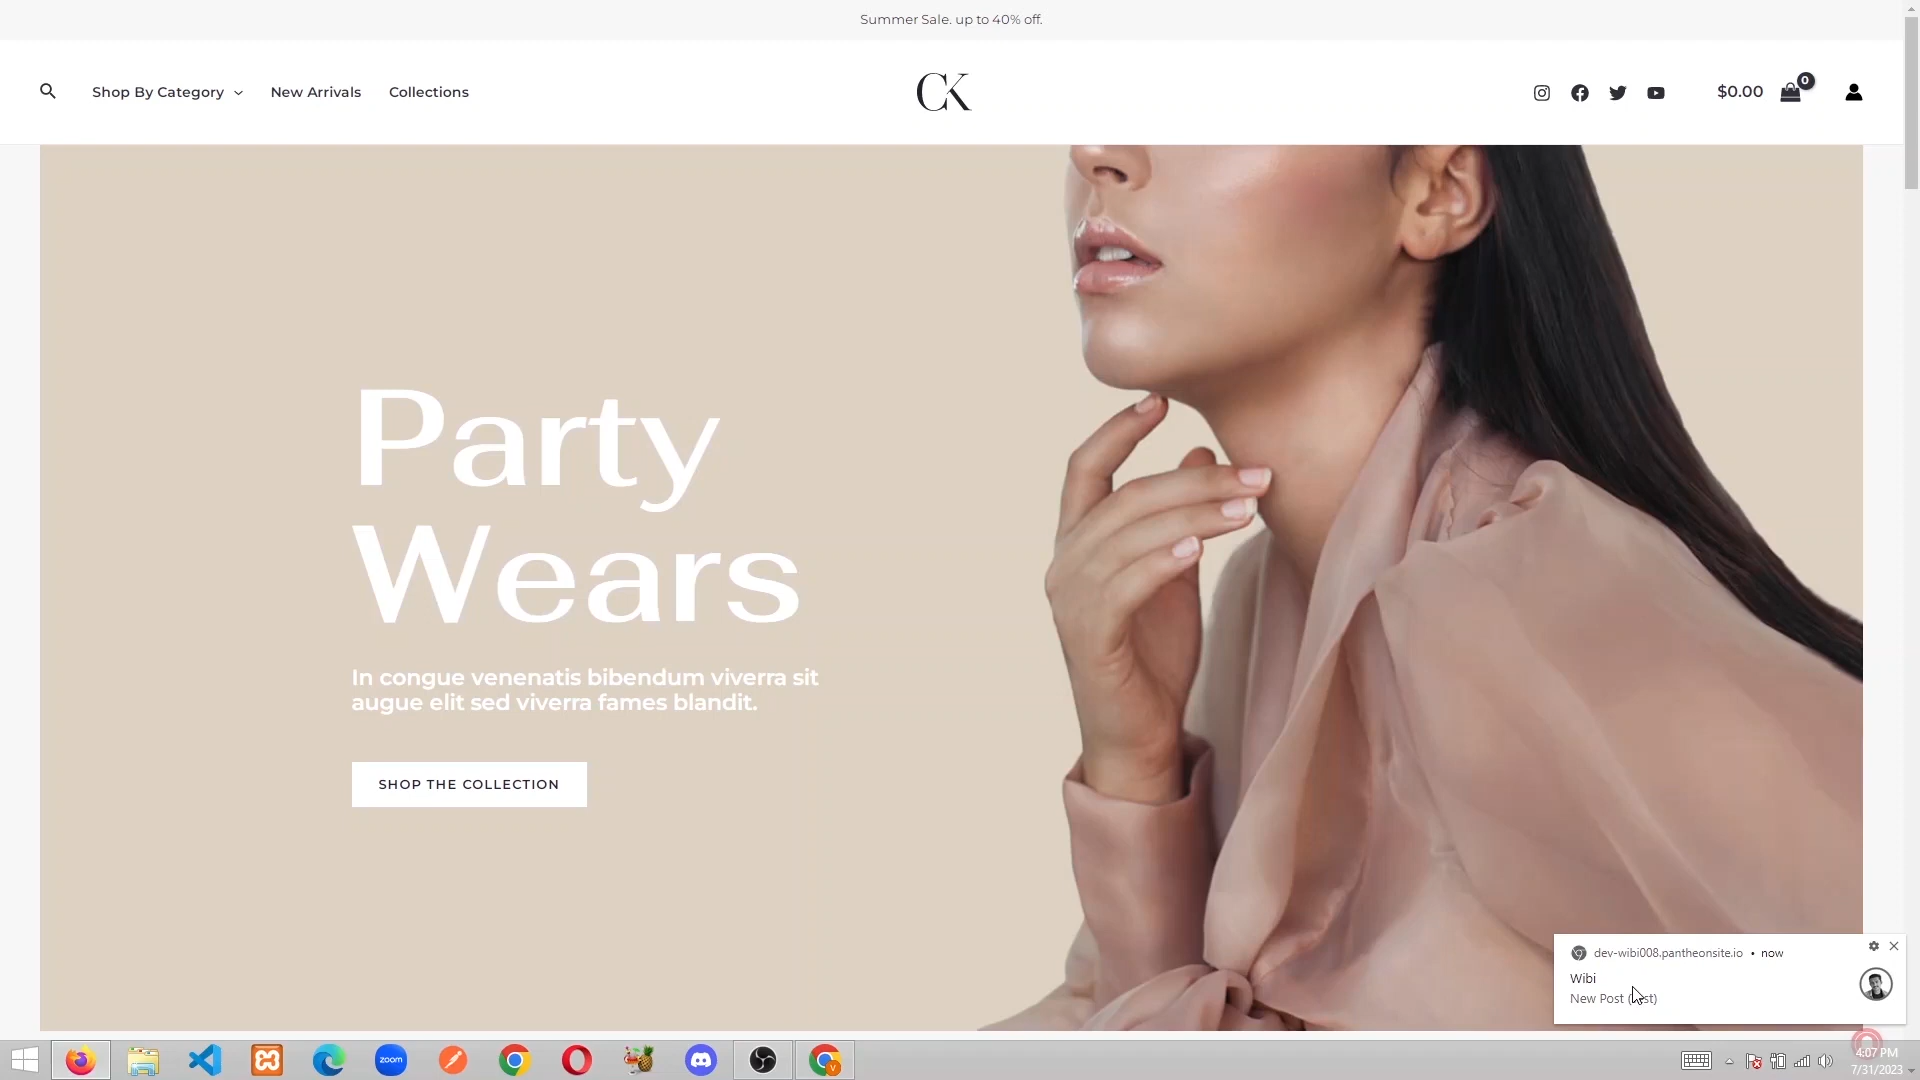 Summer Sale. up to 40% off.
Shop By Category
New Arrivals
Collections
CK
$0.00
0
Party
Wears
In congue venenatis bibendum viverra sit
augue elit sed viverra fames blandit.
SHOP THE COLLECTION
dev-wibi008.pantheonsite.io • now
Wibi
New Post
zoom
V
4:07 PM
7/31/2023